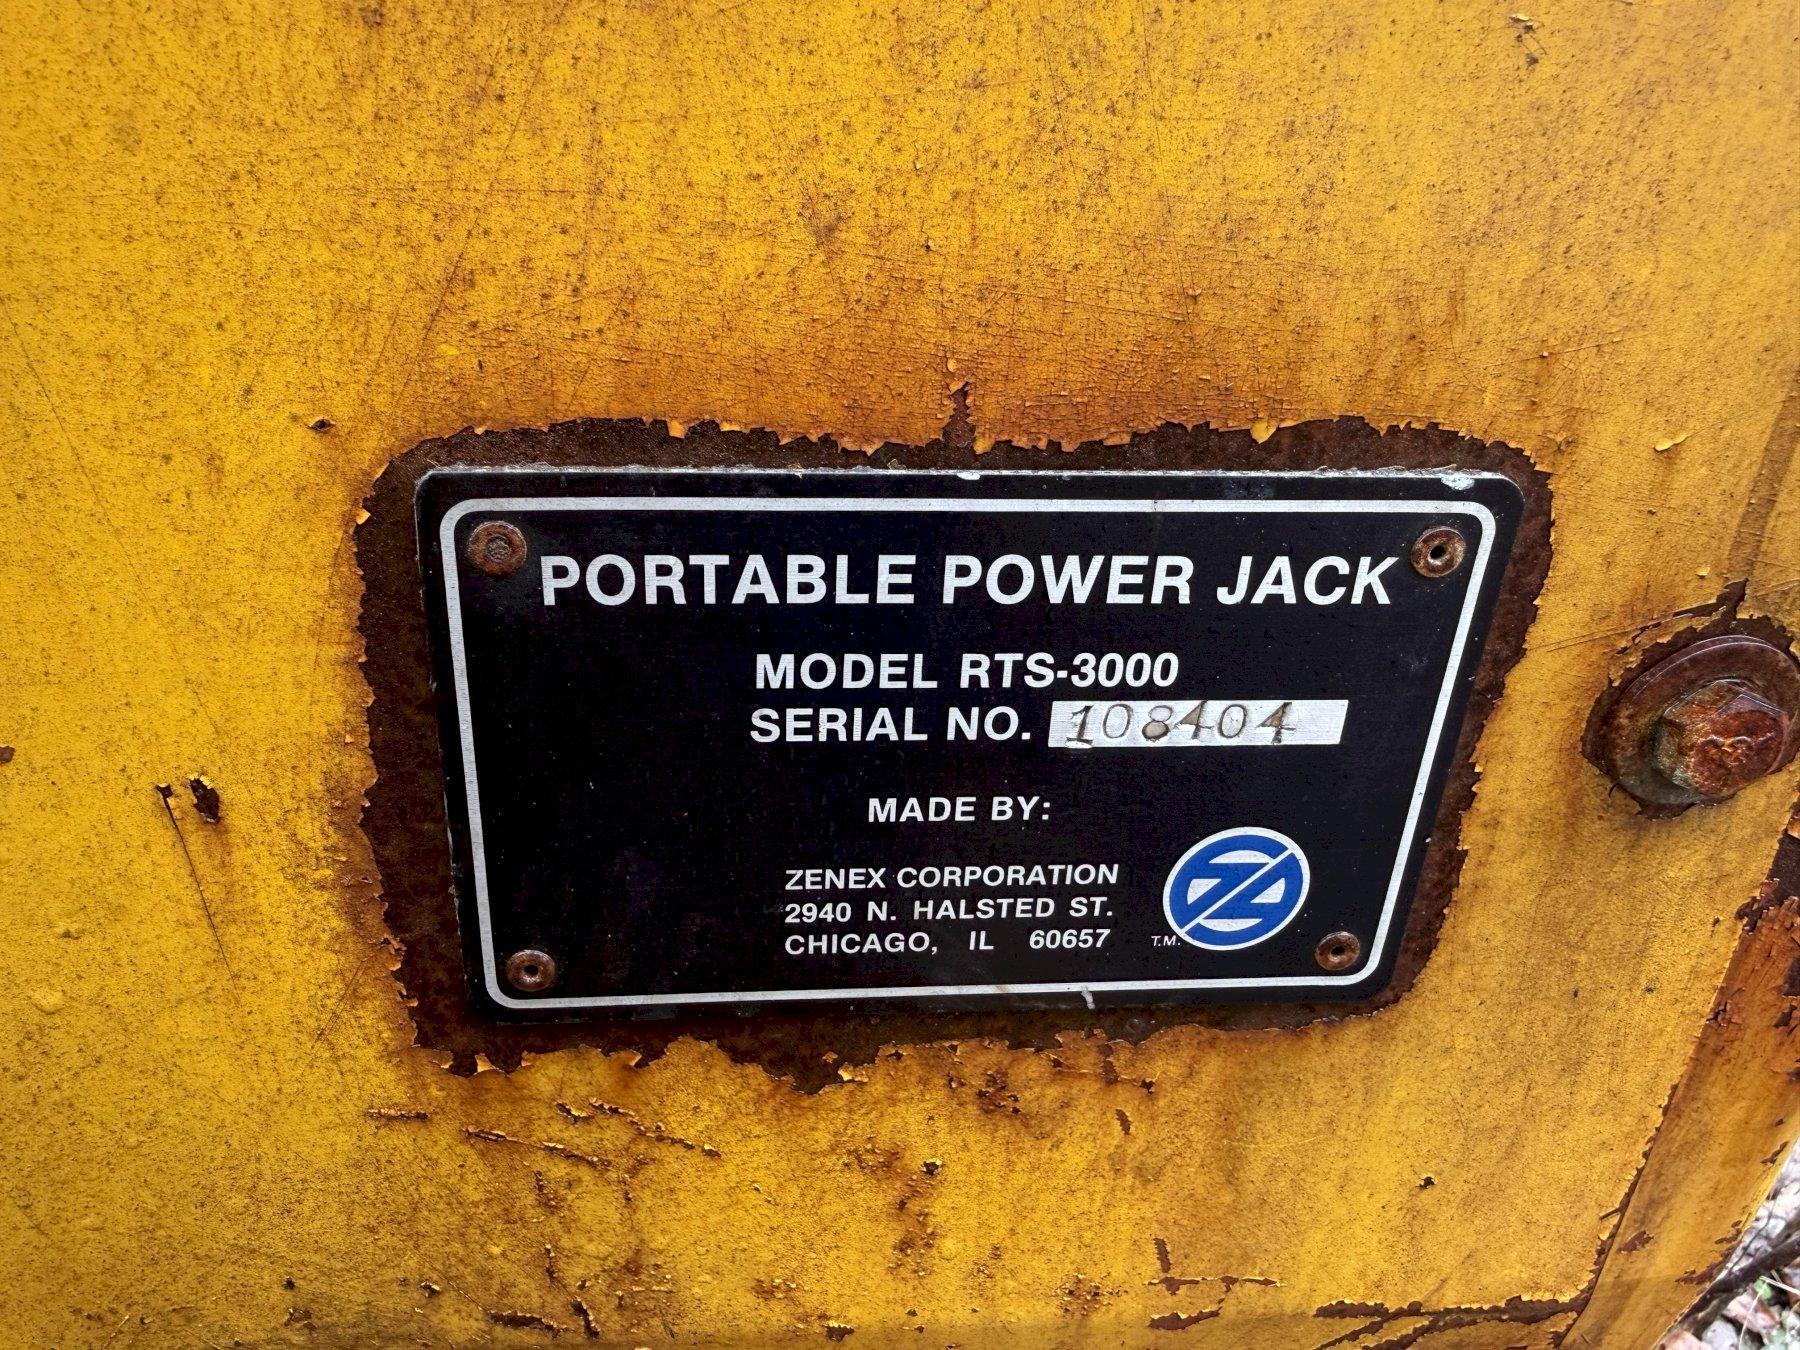 PORTABLE POWER JACK
MODEL RTS-3000
SERIAL NO. 108404
MADE BY:
ZENEX CORPORATION
2940 N. HALSTED ST.
CHICAGO, IL 60657
T.M.